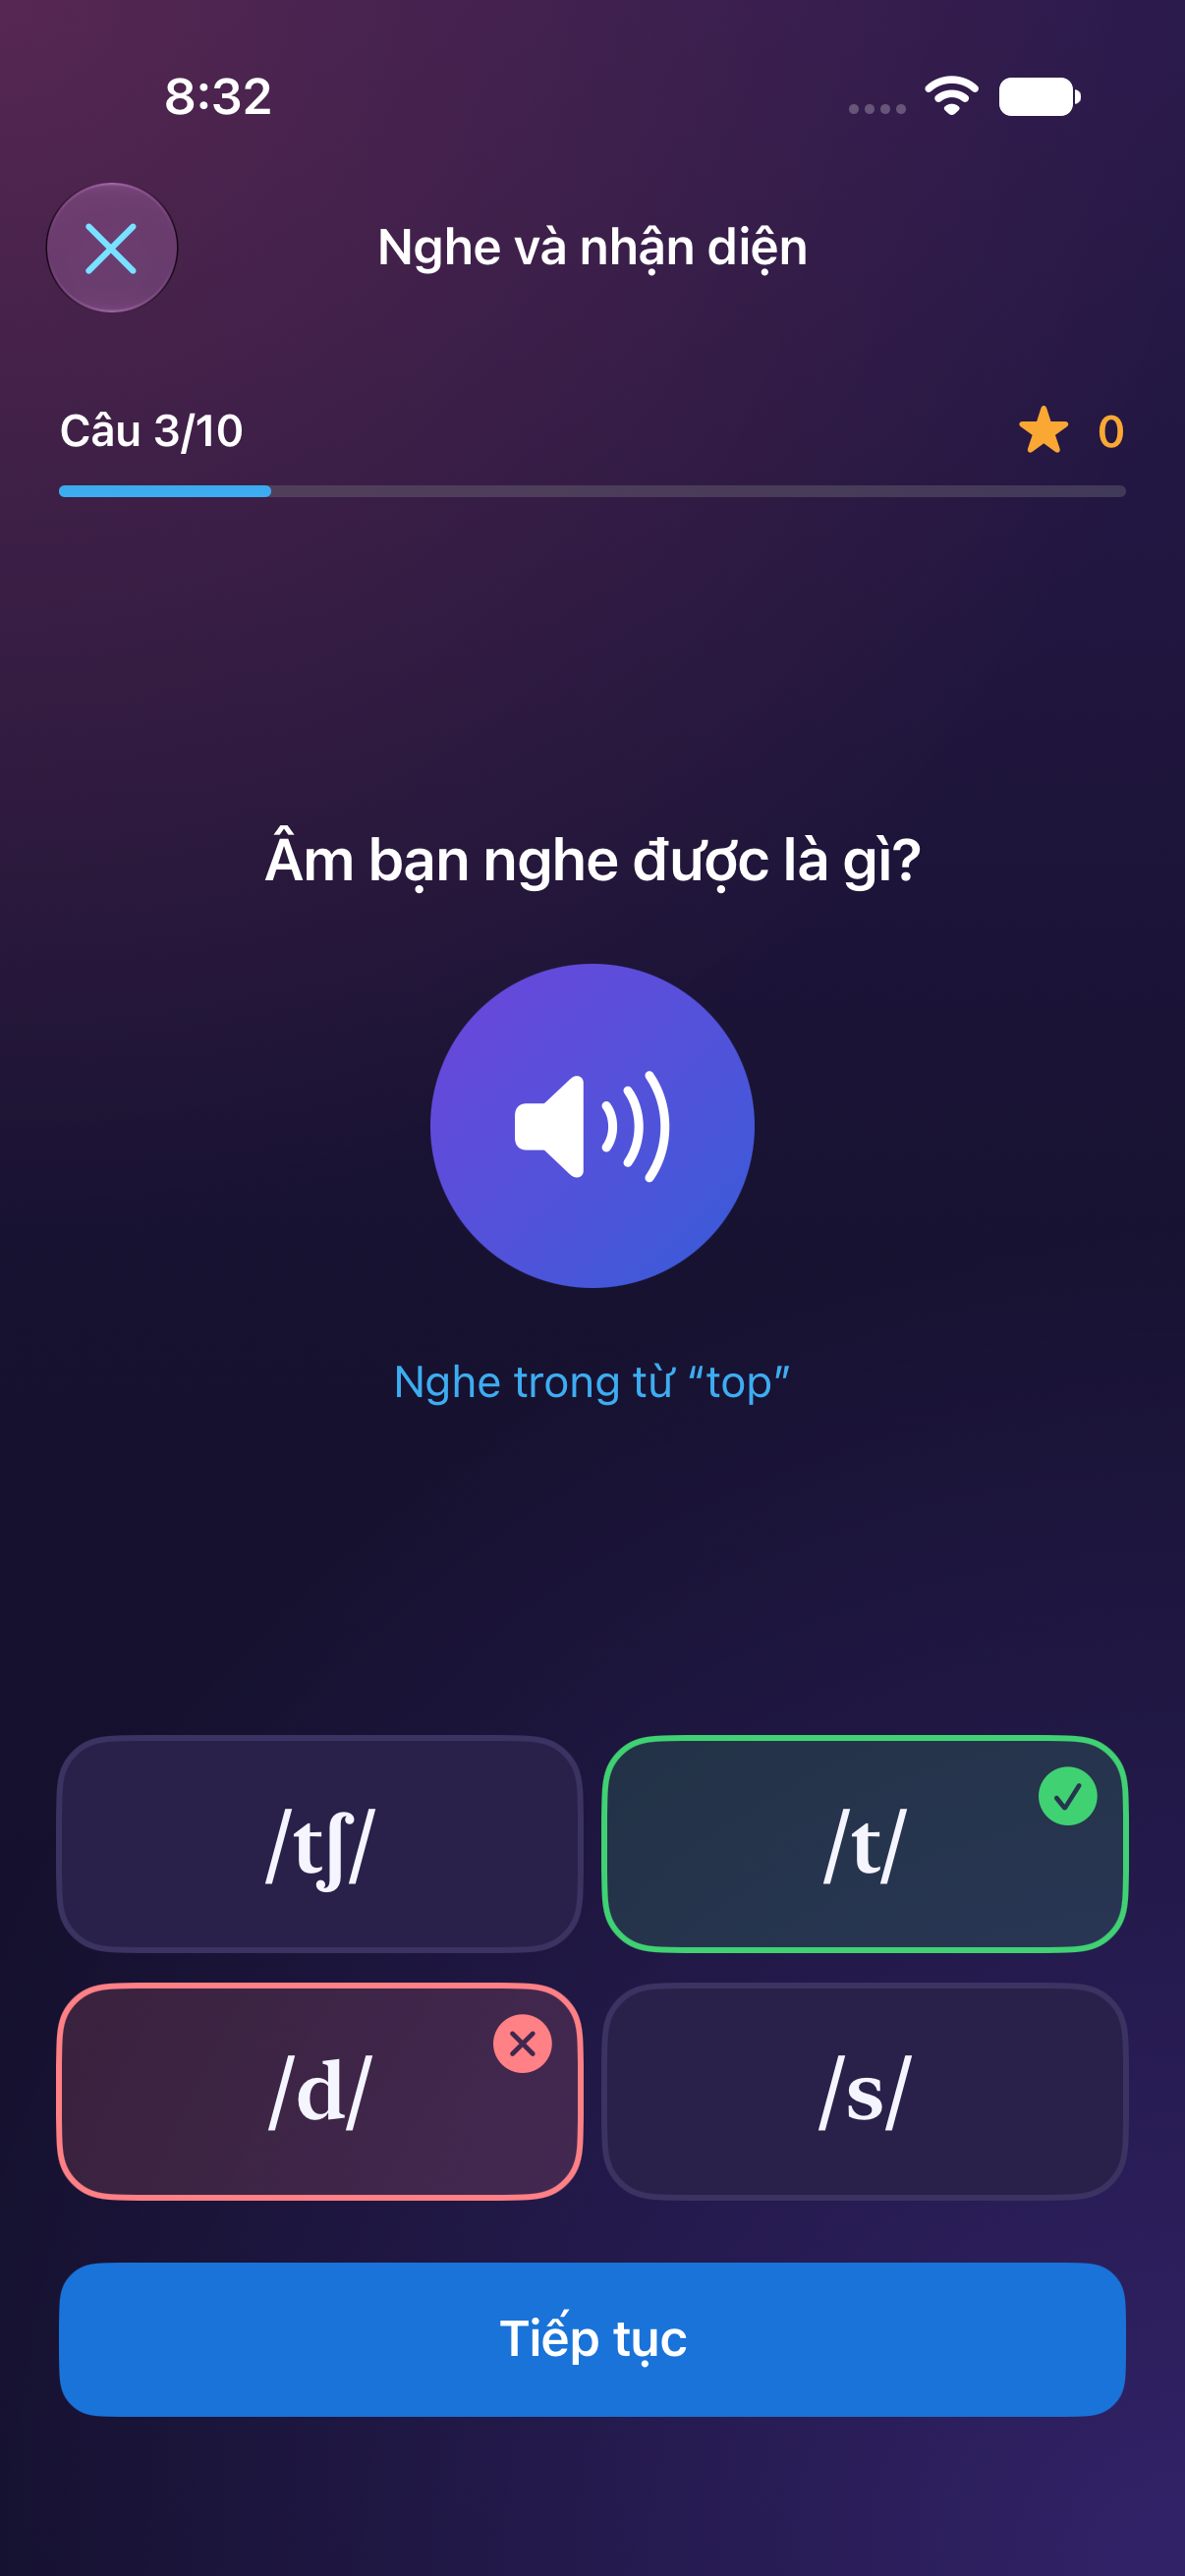 8:32
Nghe và nhận diện
Câu 3/10
0
Âm bạn nghe được là gì?
Nghe trong từ “top”
/tʃ/
/t/
/d/
/s/
Tiếp tục